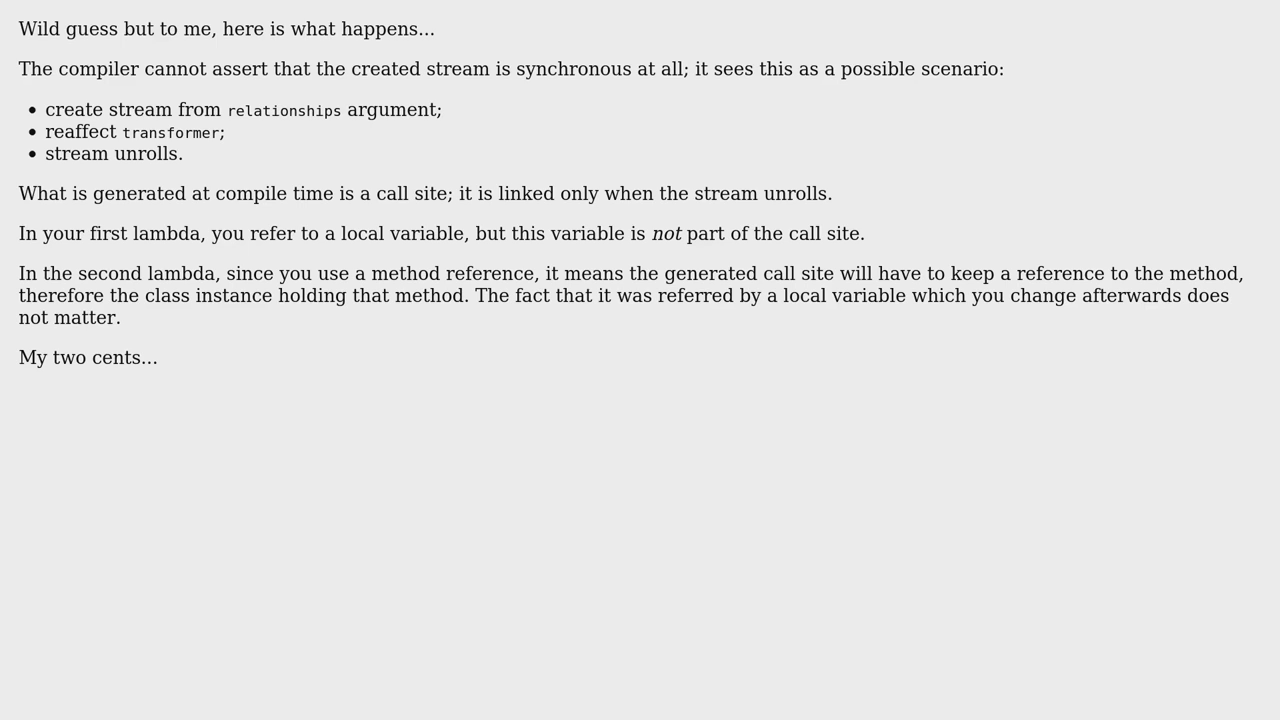 Wild guess but to me, here is what happens...
The compiler cannot assert that the created stream is synchronous at all; it sees this as a possible scenario:
• create stream from relationships argument;
• reaffect transformer;
• stream unrolls.
What is generated at compile time is a call site; it is linked only when the stream unrolls.
In your first lambda, you refer to a local variable, but this variable is not part of the call site.
In the second lambda, since you use a method reference, it means the generated call site will have to keep a reference to the method,
therefore the class instance holding that method. The fact that it was referred by a local variable which you change afterwards does
not matter.
My two cents...